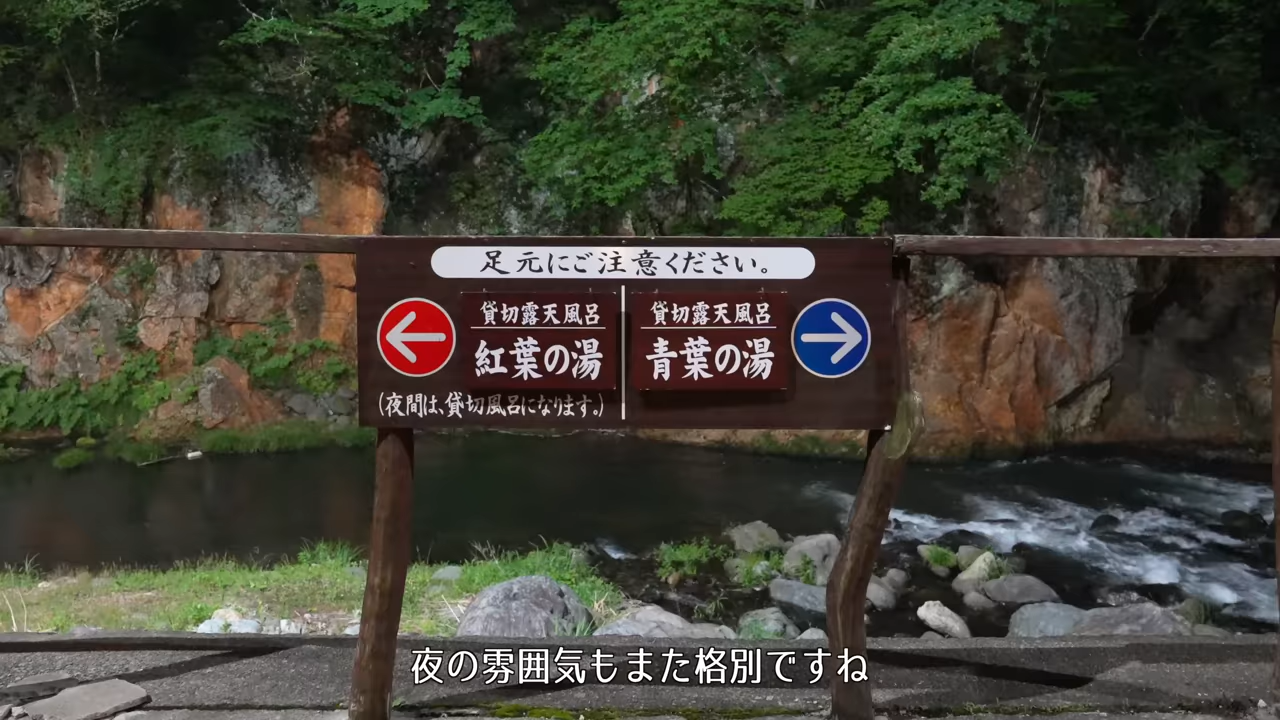 足元にご注意ください。
貸切露天風呂
紅葉の湯
(夜間は、貸切風呂になります。)
貸切露天風呂
青葉の湯
夜の雰囲気もまた格別ですね